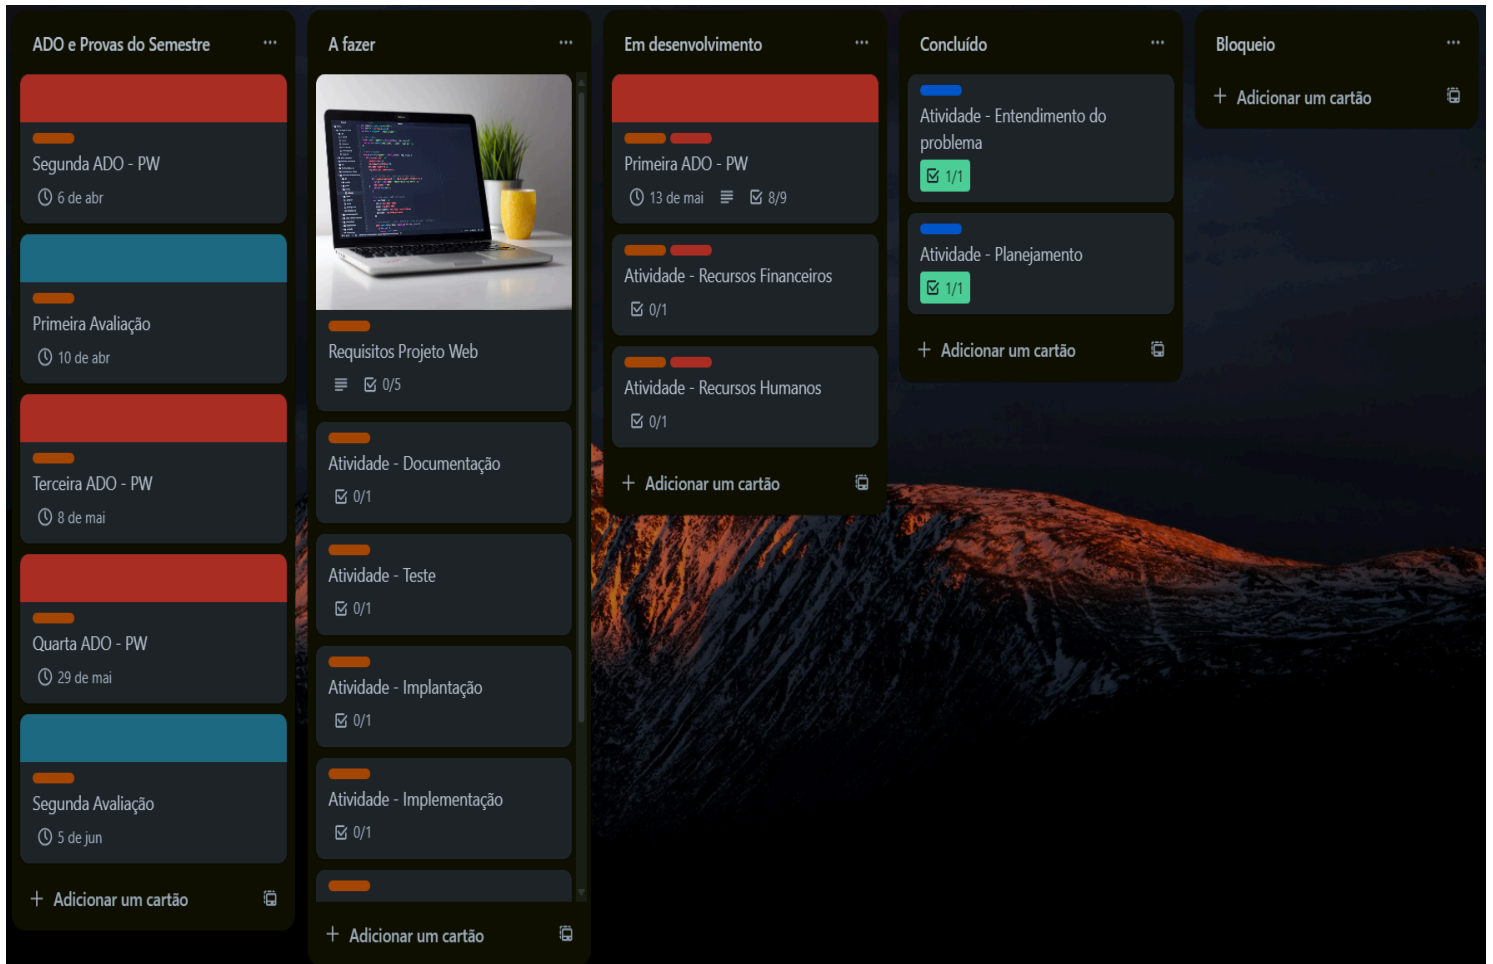 ADO e Provas do Semestre
Segunda ADO - PW
6 de abr
Primeira Avaliação
10 de abr
Terceira ADO - PW
8 de mai
Quarta ADO - PW
29 de mai
Segunda Avaliação
5 de jun
+ Adicionar um cartão
A fazer
Requisitos Projeto Web
0/5
Atividade - Documentação
0/1
Atividade - Teste
0/1
Atividade - Implantação
0/1
Atividade - Implementação
0/1
+ Adicionar um cartão
Em desenvolvimento
Primeira ADO - PW
13 de mai 8/9
Atividade - Recursos Financeiros
0/1
Atividade - Recursos Humanos
0/1
+ Adicionar um cartão
Concluído
Atividade - Entendimento do
problema
1/1
Atividade - Planejamento
1/1
+ Adicionar um cartão
Bloqueio
+ Adicionar um cartão